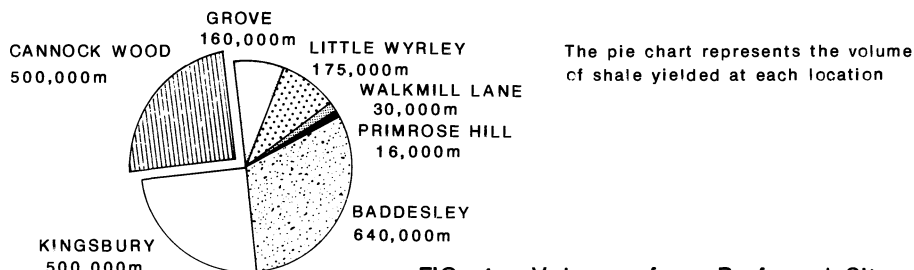 GROVE
160,000m
CANNOCK WOOD
500,000m
LITTLE WYRLEY
175,000m
WALKMILL LANE
30,000m
PRIMROSE HILL
16,000m
BADDESLEY
640,000m
KINGSBURY
500,000m
The pie chart represents the volume
of shale yielded at each location